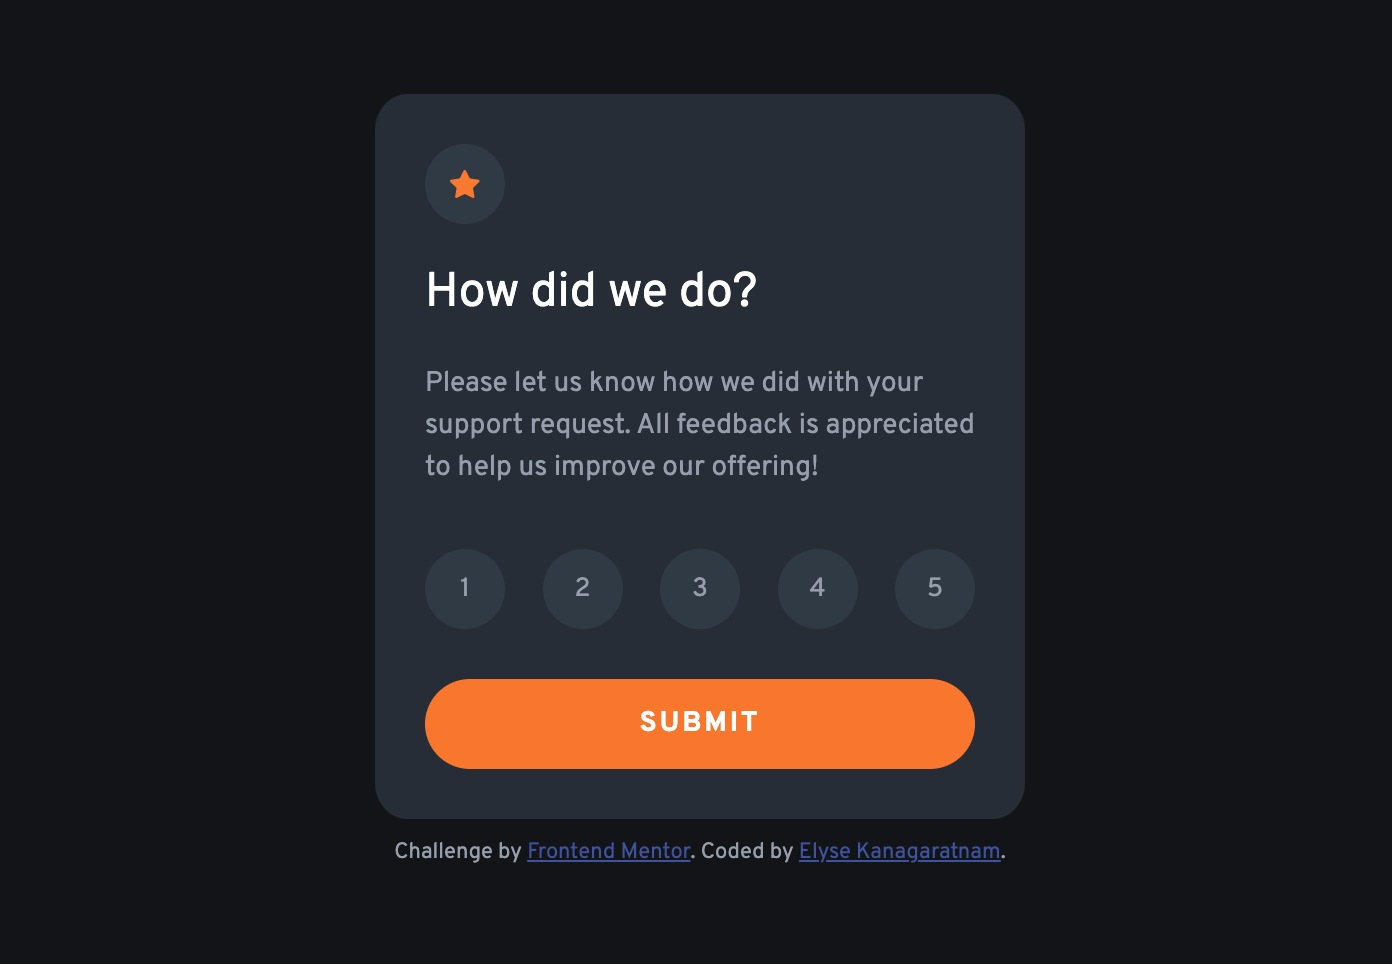 How did we do?
Please let us know how we did with your
support request. All feedback is appreciated
to help us improve our offering!
1 2 3 4 5
SUBMIT
Challenge by Frontend Mentor. Coded by Elyse Kanagaratnam.